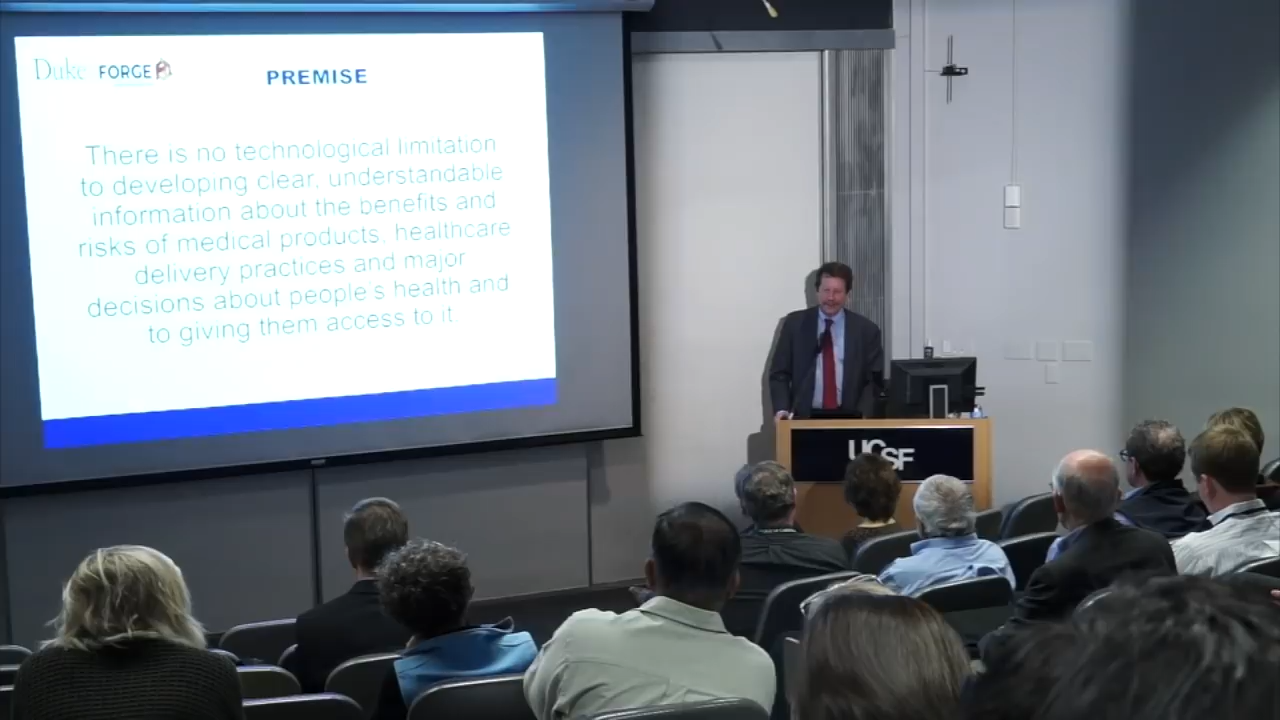 Duke FORGE
PREMISE
There is no technological limitation
to developing clear, understandable
information about the benefits and
risks of medical products, healthcare
delivery practices and major
decisions about people's health and
to giving them access to it.
UCSF